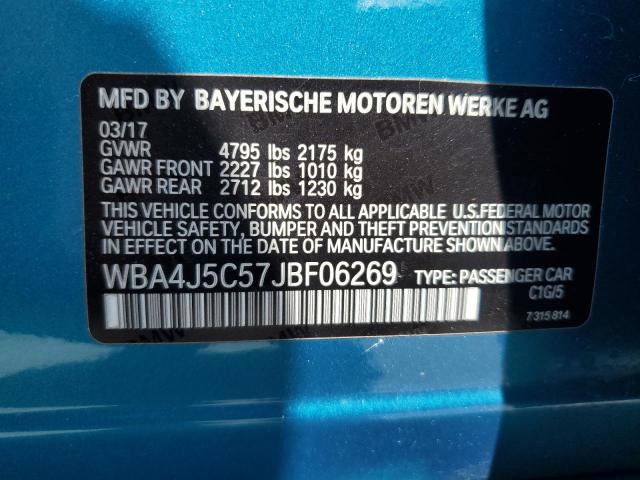 MFD BY BAYERISCHE MOTOREN WERKE AG
03/17
GVWR 4795 lbs 2175 kg
GAWR FRONT 2227 lbs 1010 kg
GAWR REAR 2712 lbs 1230 kg
THIS VEHICLE CONFORMS TO ALL APPLICABLE U.S.FEDERAL MOTOR
VEHICLE SAFETY, BUMPER AND THEFT PREVENTION STANDARDS
IN EFFECT ON THE DATE OF MANUFACTURE SHOWN ABOVE.
WBA4J5C57JBF06269 TYPE: PASSENGER CAR
C1G/5
7315814